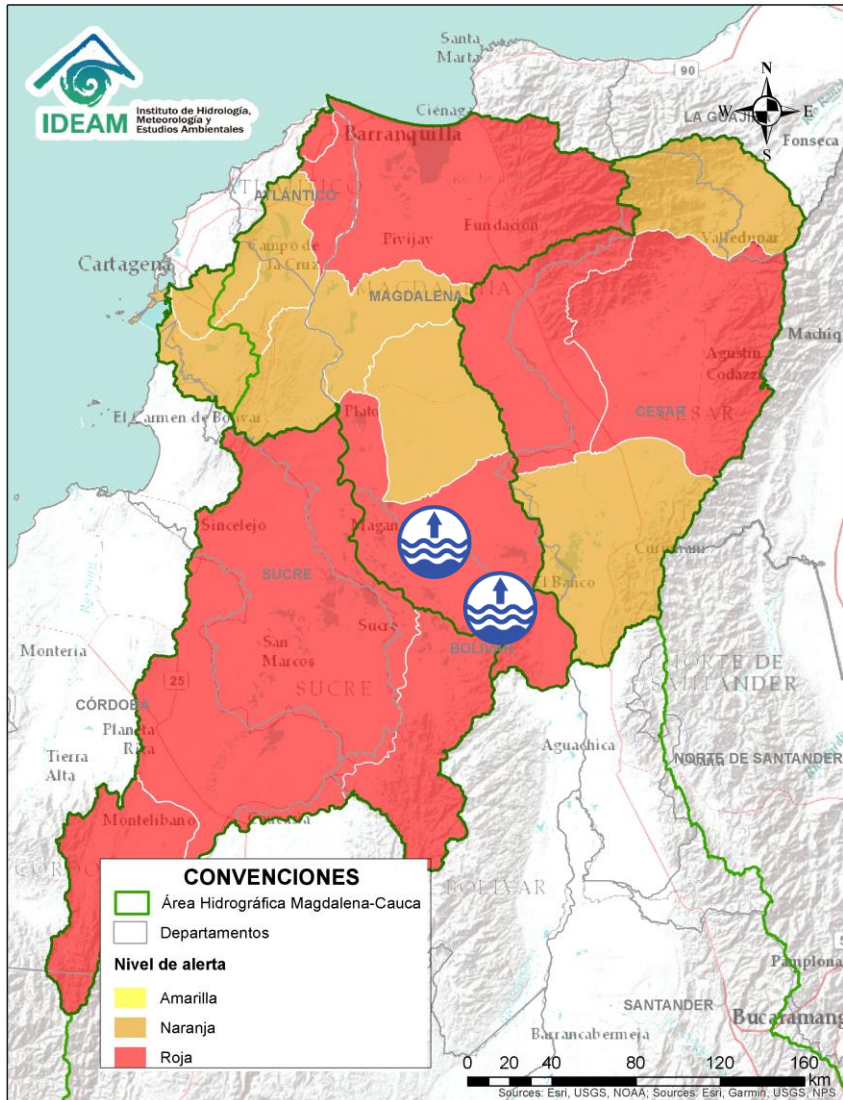 IDEAM
Instituto de Hidrología,
Meteorología y
Estudios Ambientales
Santa
Marta
90
N
W
E
S
LA GUAJI
Ciénaga
Fonseca
Barranquilla
ATLÁNTICO
Fundación
Valledupar
Pivijay
Campo de
la Cruz
Cartagena
MAGDALENA
Machiq
Agustín
Codazzi
CESAR
CESAR
El Carmen de Bolívar
Plato
Sincelejo
Magan
Curumaní
El Banco
SUCRE
Sucre
BOLÍVAR
Montería
San
Marcos
SUCRE
25
NORTE DE
SANTANDER
CÓRDOBA
Planeta
Rica
Aguachica
NORTE DE SANTANDER
Tierra
Alta
Montelíbano
BOLÍVAR
CONVENCIONES
Área Hidrográfica Magdalena-Cauca
Departamentos
Nivel de alerta
Amarilla
Naranja
Roja
Pamplona
SANTANDER
Bucaramang
Barrancabermeja
0 20 40 80 120 160
km
Sources: Esri, USGS, NOAA; Sources: Esri, Garmin, USGS, NPS